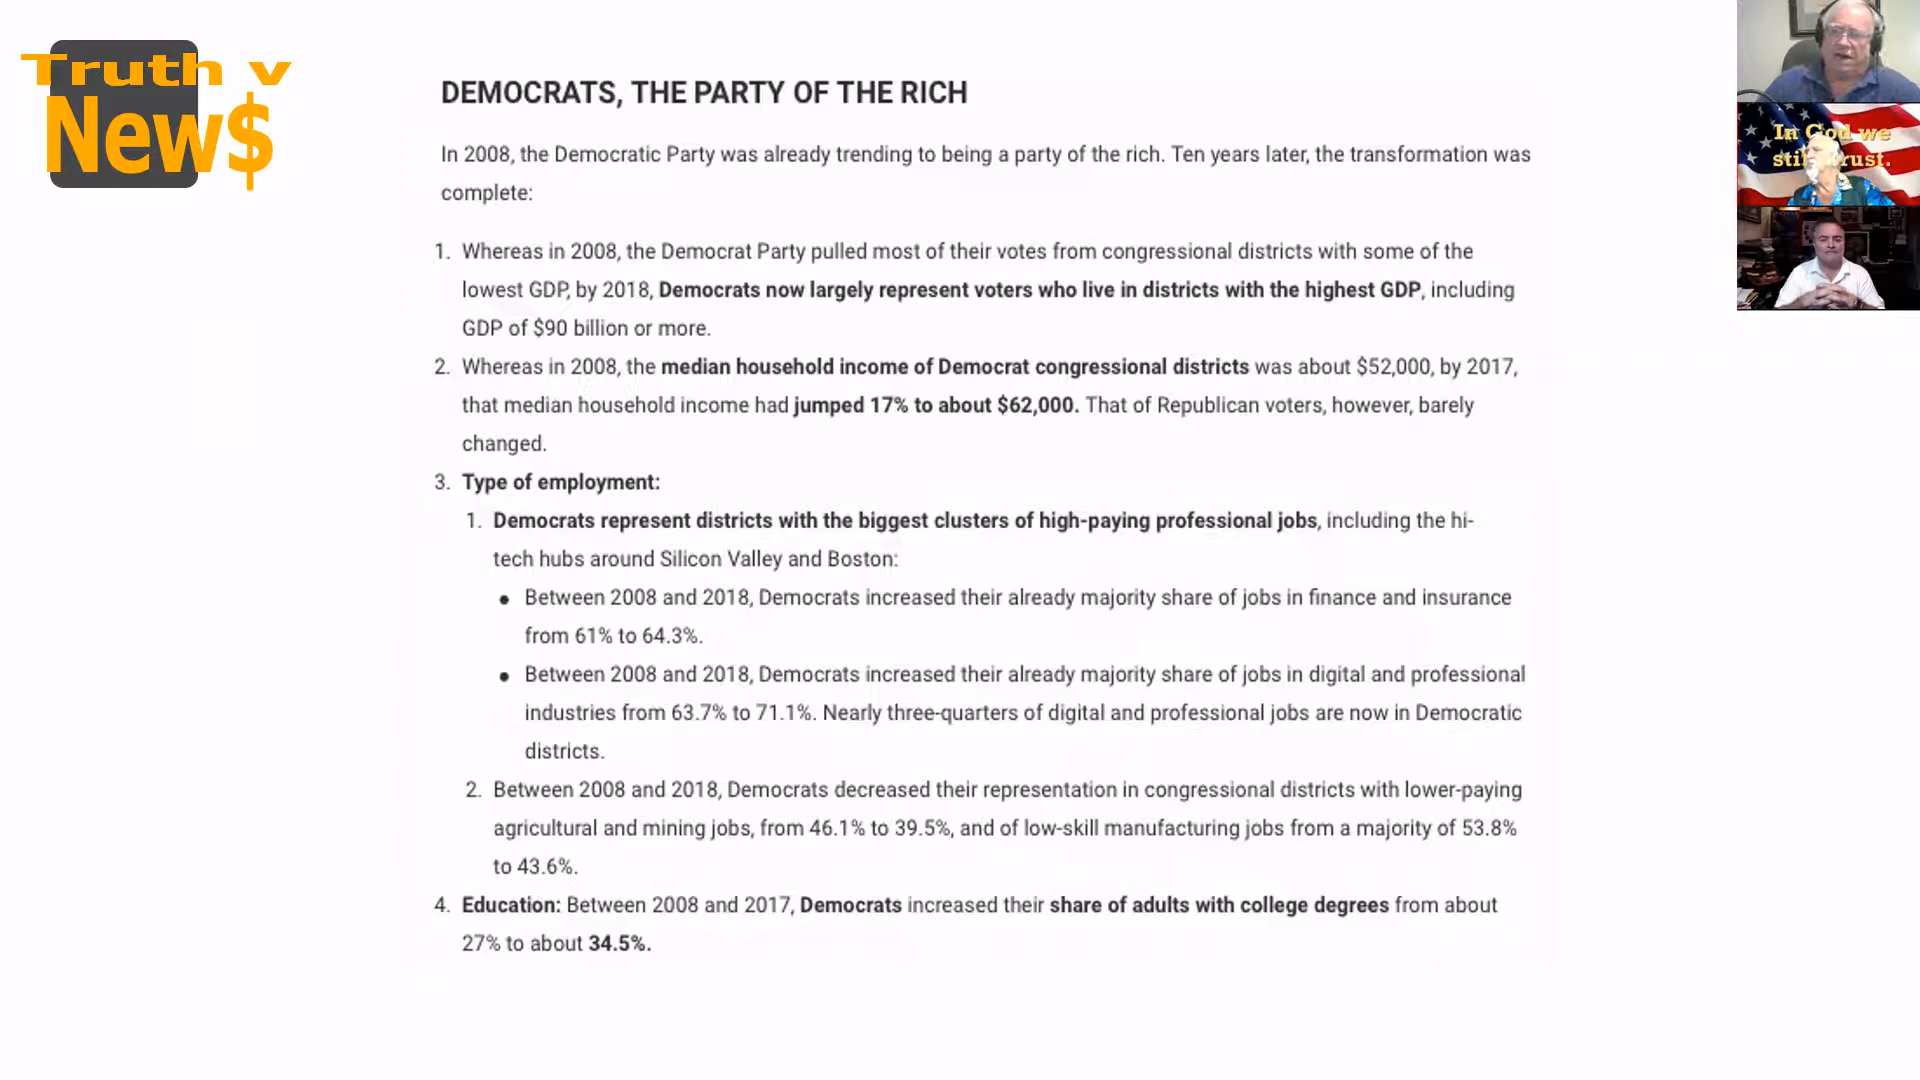 Truth v
New$
DEMOCRATS, THE PARTY OF THE RICH
In 2008, the Democratic Party was already trending to being a party of the rich. Ten years later, the transformation was
complete:
1. Whereas in 2008, the Democrat Party pulled most of their votes from congressional districts with some of the
lowest GDP, by 2018, Democrats now largely represent voters who live in districts with the highest GDP, including
GDP of $90 billion or more.
2. Whereas in 2008, the median household income of Democrat congressional districts was about $52,000, by 2017,
that median household income had jumped 17% to about $62,000. That of Republican voters, however, barely
changed.
3. Type of employment:
1. Democrats represent districts with the biggest clusters of high-paying professional jobs, including the hi-
tech hubs around Silicon Valley and Boston:
• Between 2008 and 2018, Democrats increased their already majority share of jobs in finance and insurance
from 61% to 64.3%.
• Between 2008 and 2018, Democrats increased their already majority share of jobs in digital and professional
industries from 63.7% to 71.1%. Nearly three-quarters of digital and professional jobs are now in Democratic
districts.
2. Between 2008 and 2018, Democrats decreased their representation in congressional districts with lower-paying
agricultural and mining jobs, from 46.1% to 39.5%, and of low-skill manufacturing jobs from a majority of 53.8%
to 43.6%.
4. Education: Between 2008 and 2017, Democrats increased their share of adults with college degrees from about
27% to about 34.5%.
In God we